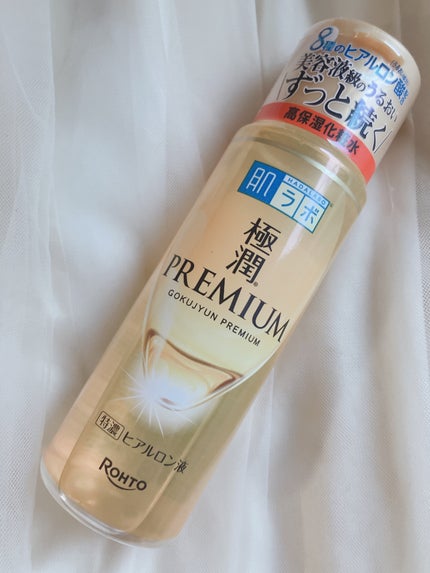 8種のヒアルロン酸
美容液級のうるおい
ずっと続く
高保湿化粧水
肌ラボ
HADALABO
極潤®
PREMIUM
GOKUJYUN PREMIUM
特濃 ヒアルロン液
ROHTO